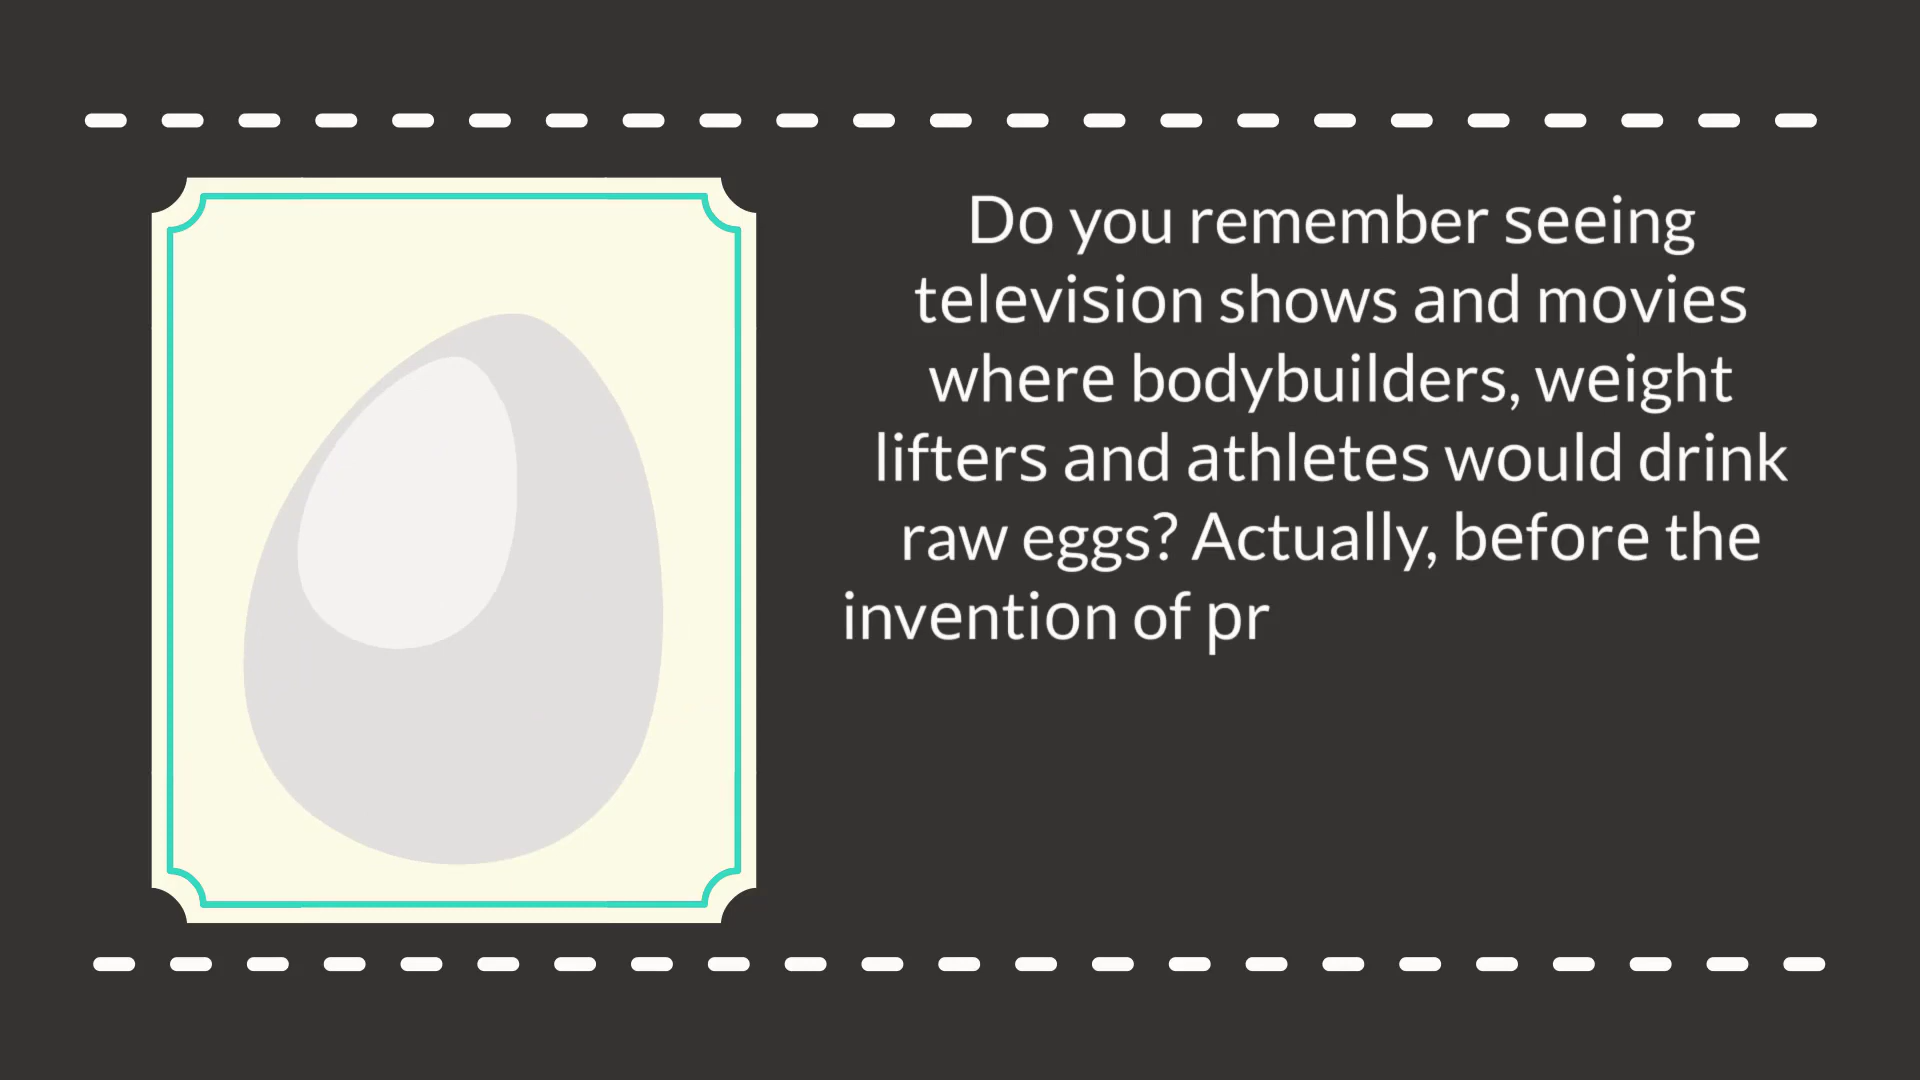 Do you remember seeing
television shows and movies
where bodybuilders, weight
lifters and athletes would drink
raw eggs? Actually, before the
invention of pr